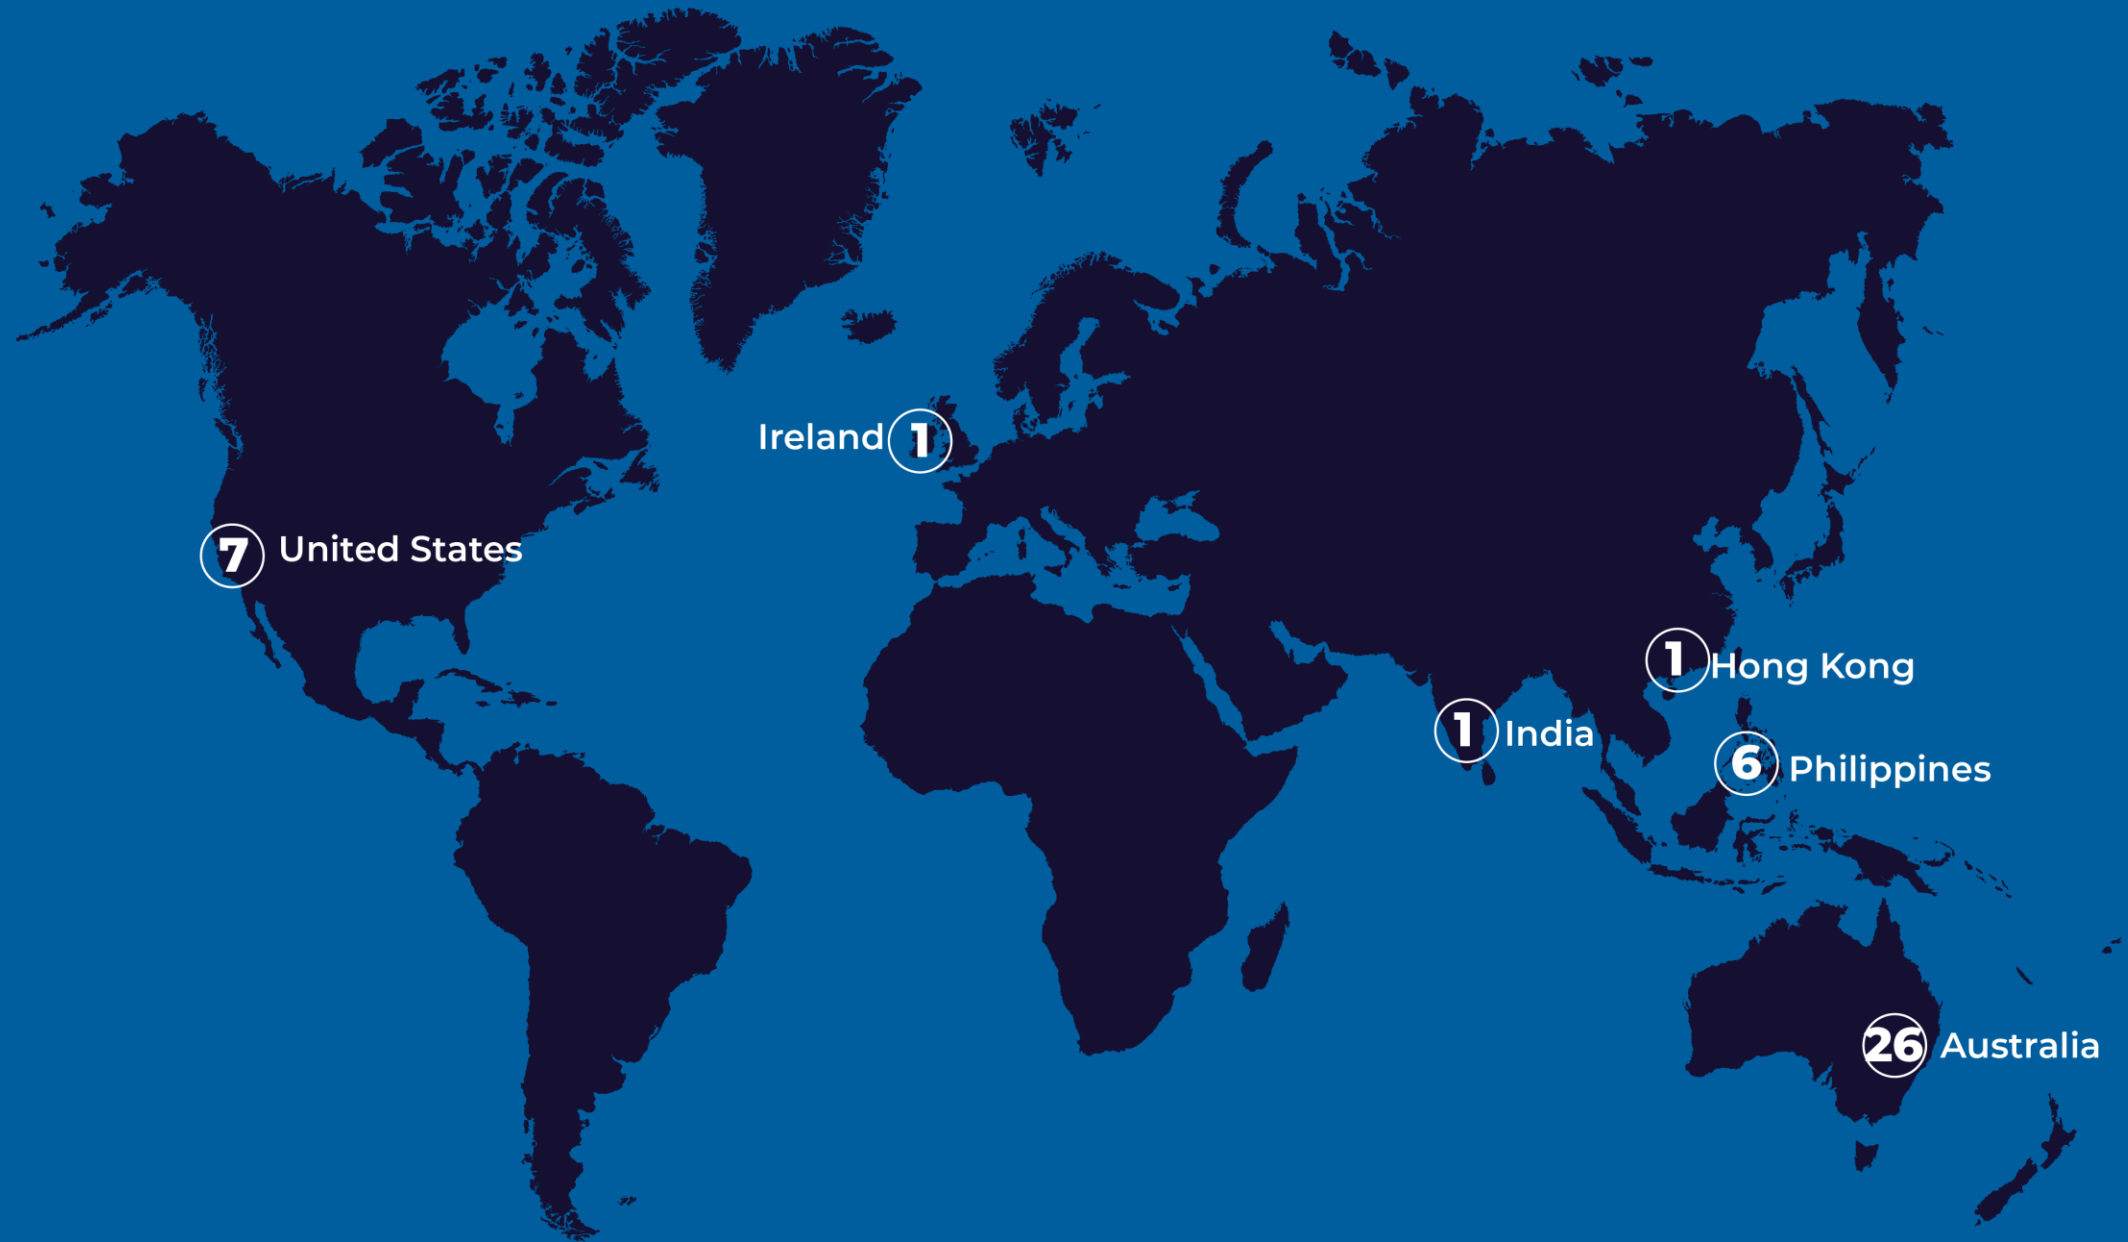 Ireland 1
7 United States
1 Hong Kong
1 India
6 Philippines
26 Australia